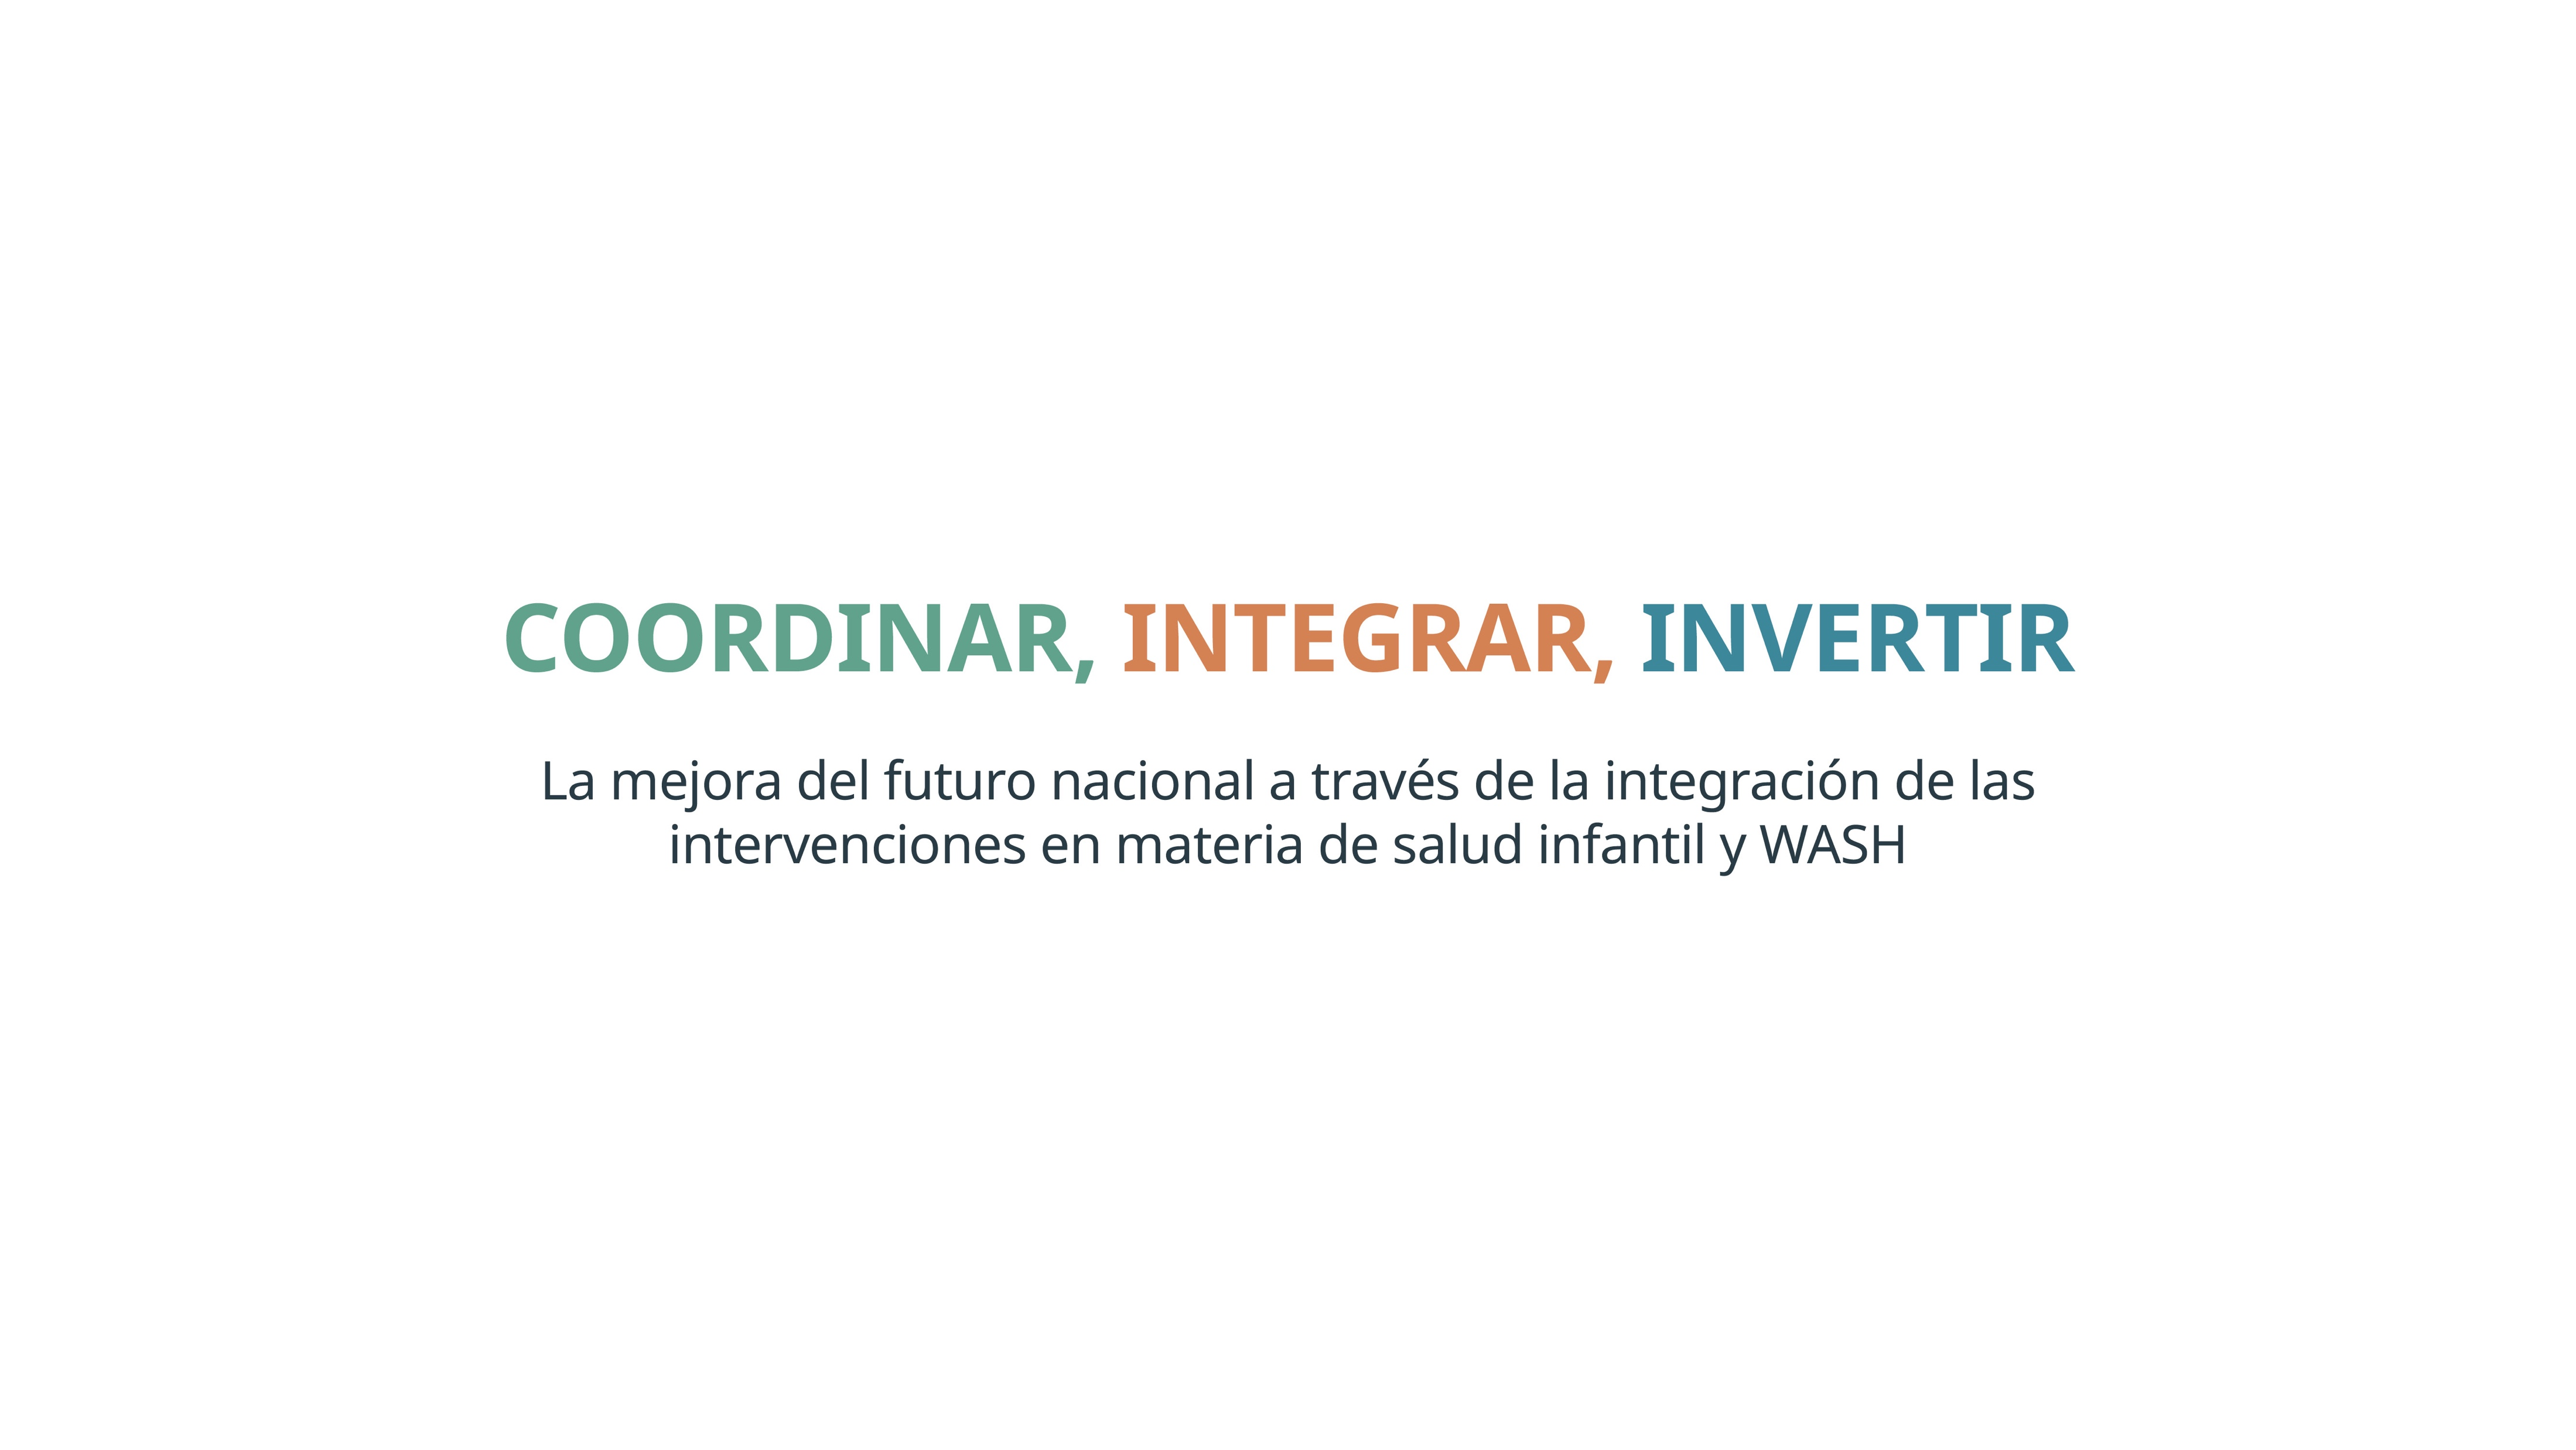 COORDINAR, INTEGRAR, INVERTIR
La mejora del futuro nacional a través de la integración de las
intervenciones en materia de salud infantil y WASH